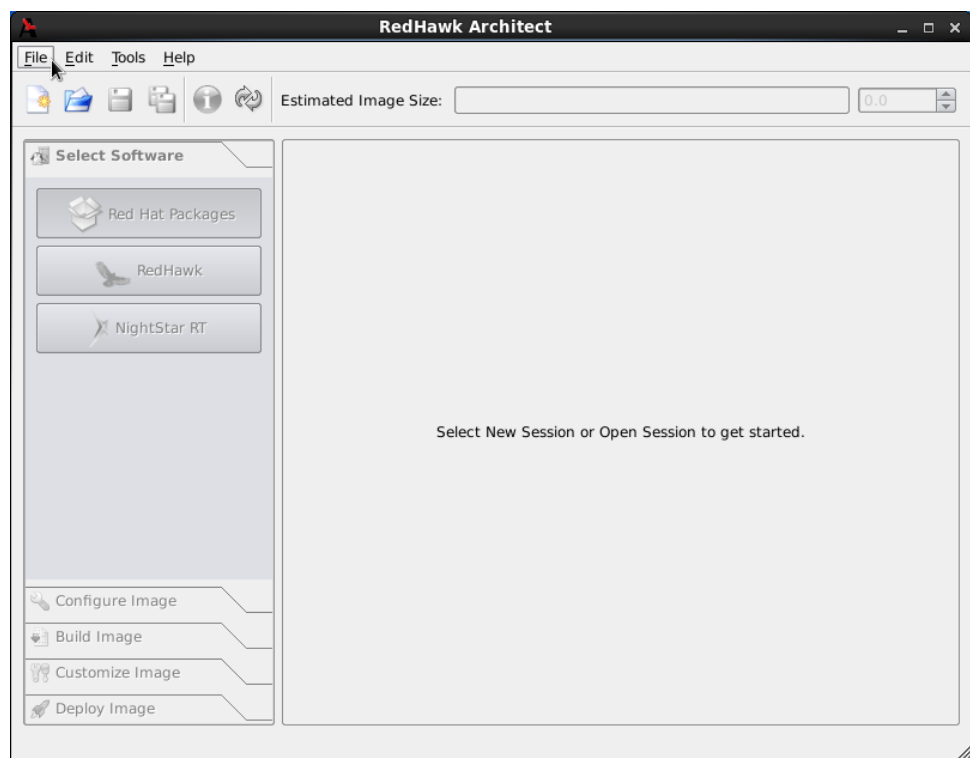 RedHawk Architect
File Edit Tools Help
Estimated Image Size: 0.0
Select Software
Red Hat Packages
RedHawk
NightStar RT
Select New Session or Open Session to get started.
Configure Image
Build Image
Customize Image
Deploy Image